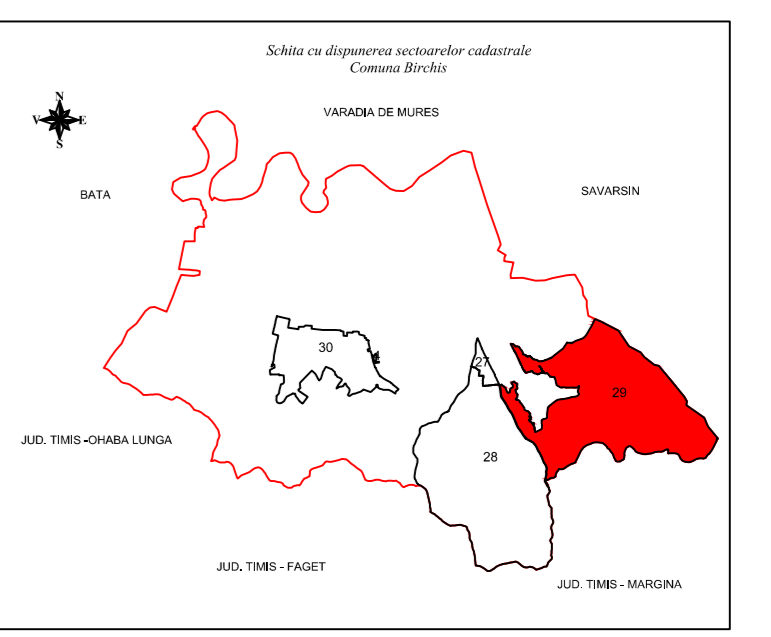 Schita cu dispunerea sectoarelor cadastrale
Comuna Birchis
N
V E
S
VARADIA DE MURES
BATA
SAVARSIN
30
27
29
JUD. TIMIS -OHABA LUNGA
28
JUD. TIMIS - FAGET
JUD. TIMIS - MARGINA